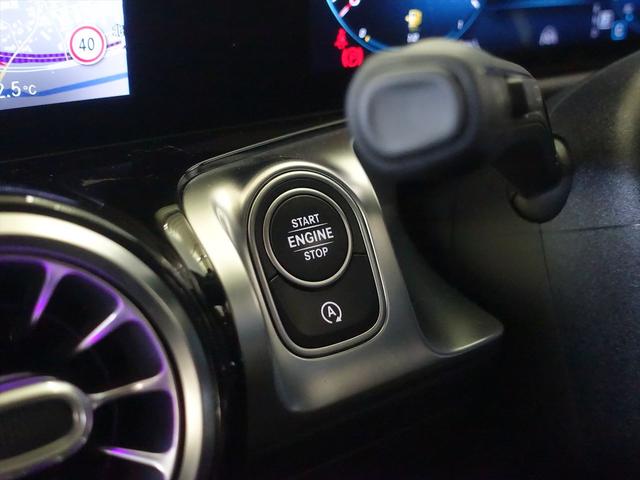 40
2.5°C
START
ENGINE
STOP
A